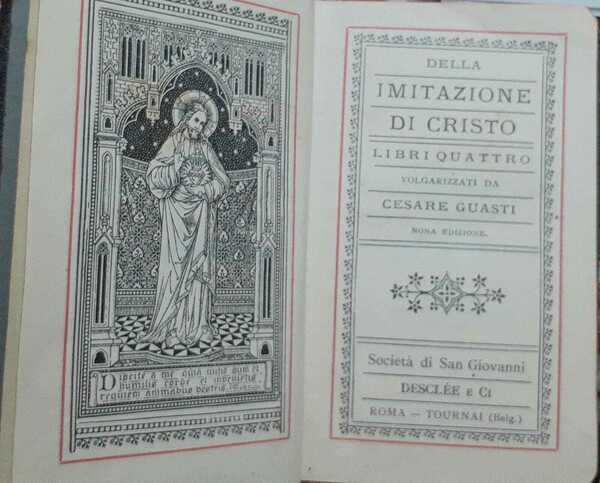 Discite a me quia mitis sum et
humilis corde et invenietis
requiem animabus vestris
DELLA
IMITAZIONE
DI CRISTO
LIBRI QUATTRO
VOLGARIZZATI DA
CESARE GUASTI
NONA EDIZIONE.
Società di San Giovanni
DESCLÉE E Ci
ROMA — TOURNAI (Belg.)